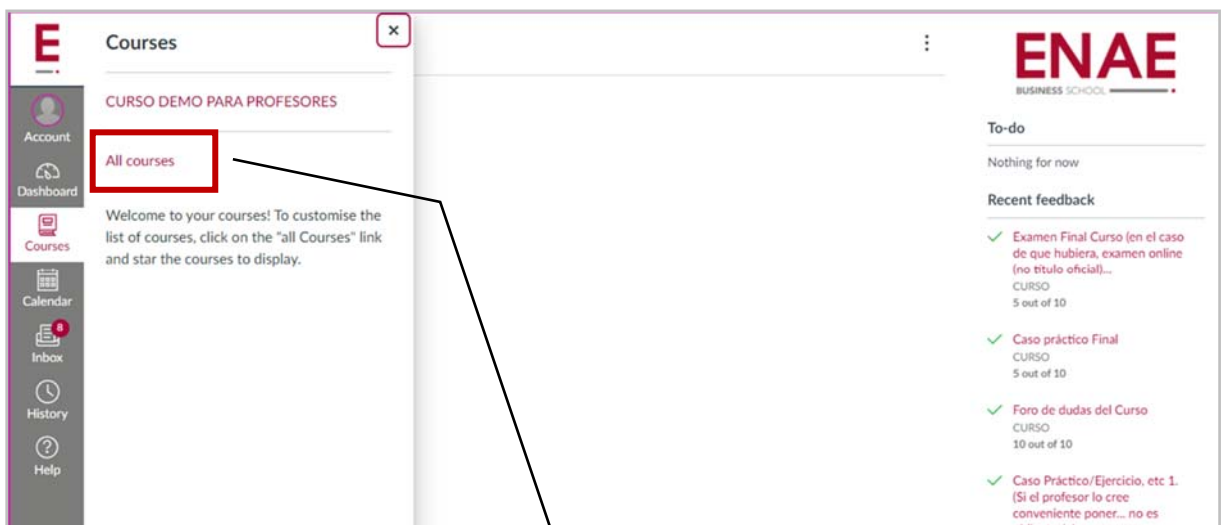 E
Account
Dashboard
Courses
Calendar
8
Inbox
History
Help
Courses
×
CURSO DEMO PARA PROFESORES
All courses
Welcome to your courses! To customise the
list of courses, click on the "all Courses" link
and star the courses to display.
ENAE
BUSINESS SCHOOL
To-do
Nothing for now
Recent feedback
Examen Final Curso (en el caso
de que hubiera, examen online
(no título oficial)...
CURSO
5 out of 10
Caso práctico Final
CURSO
5 out of 10
Foro de dudas del Curso
CURSO
10 out of 10
Caso Práctico/Ejercicio, etc 1.
(Si el profesor lo cree
conveniente poner... no es